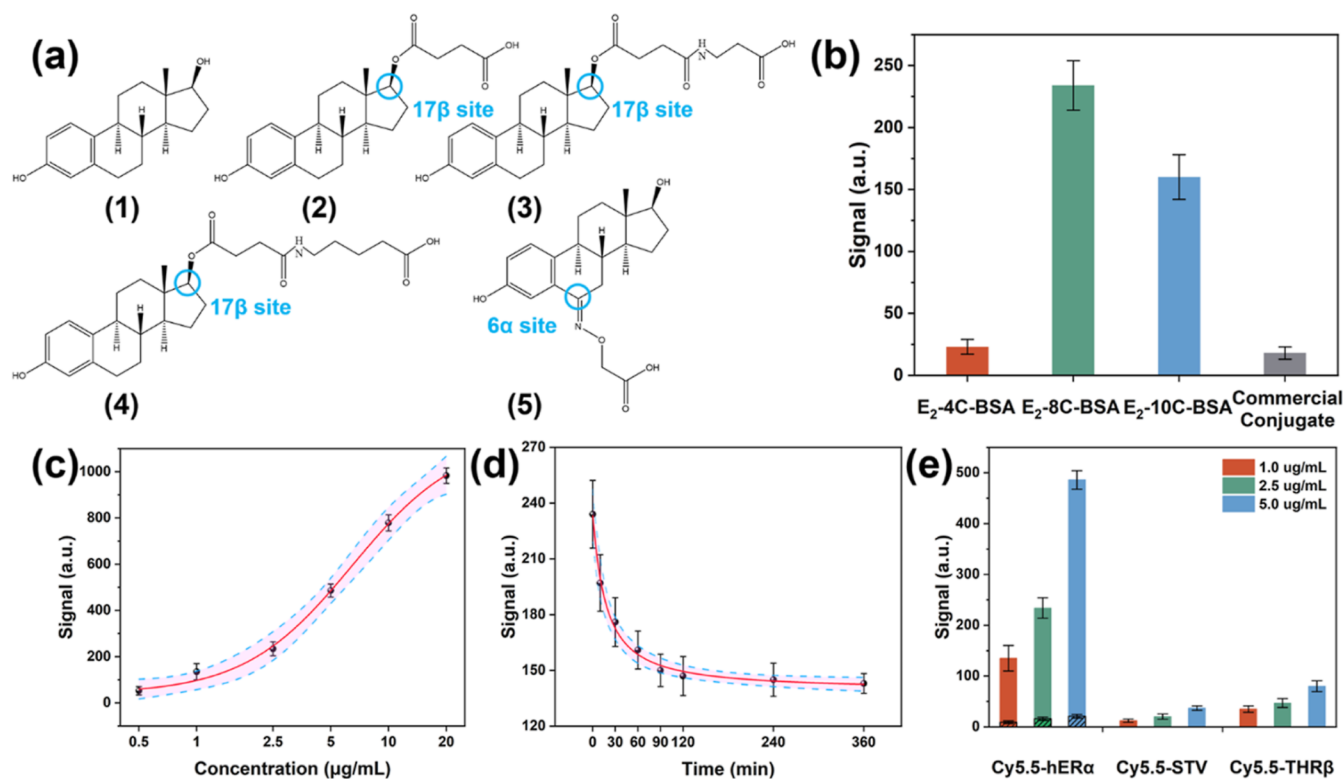 (a)
OH
HO
H
H
H
(1)
O
O
O
OH
17β site
HO
H
H
H
(2)
O
O
O
H
N
O
OH
17β site
HO
H
H
H
(3)
O
O
O
H
N
O
OH
17β site
HO
H
H
H
(4)
OH
HO
H
H
H
6α site
N
O
O
OH
(5)
(b)
Signal (a.u.)
250
200
150
100
50
0
E₂-4C-BSA
E₂-8C-BSA
E₂-10C-BSA
Commercial
Conjugate
(c)
Signal (a.u.)
1000
800
600
400
200
0
0.5 1 2.5 5 10 20
Concentration (µg/mL)
(d)
Signal (a.u.)
270
240
210
180
150
120
0 30 60 90 120 240 360
Time (min)
(e)
Signal (a.u.)
500
400
300
200
100
50
0
1.0 ug/mL
2.5 ug/mL
5.0 ug/mL
Cy5.5-hERα
Cy5.5-STV
Cy5.5-THRβ